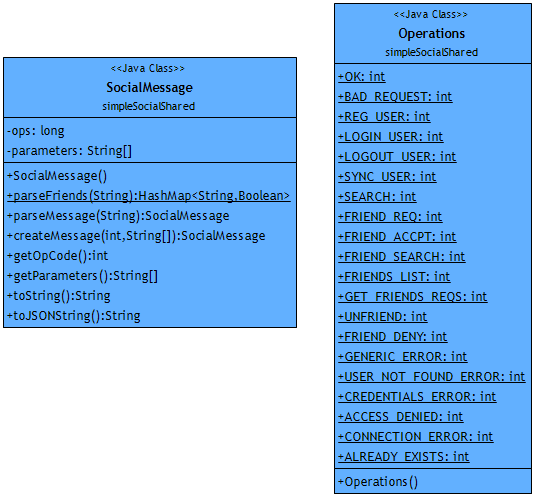 <<Java Class>>
SocialMessage
simpleSocialShared
-ops: long
-parameters: String[]
+SocialMessage()
+parseFriends(String):HashMap<String,Boolean>
+parseMessage(String):SocialMessage
+createMessage(int,String[]):SocialMessage
+getOpCode():int
+getParameters():String[]
+toString():String
+toJSONString():String
<<Java Class>>
Operations
simpleSocialShared
+OK: int
+BAD_REQUEST: int
+REG_USER: int
+LOGIN_USER: int
+LOGOUT_USER: int
+SYNC_USER: int
+SEARCH: int
+FRIEND_REQ: int
+FRIEND_ACCPT: int
+FRIEND_SEARCH: int
+FRIENDS_LIST: int
+GET_FRIENDS_REQS: int
+UNFRIEND: int
+FRIEND_DENY: int
+GENERIC_ERROR: int
+USER_NOT_FOUND_ERROR: int
+CREDENTIALS_ERROR: int
+ACCESS_DENIED: int
+CONNECTION_ERROR: int
+ALREADY_EXISTS: int
+Operations()